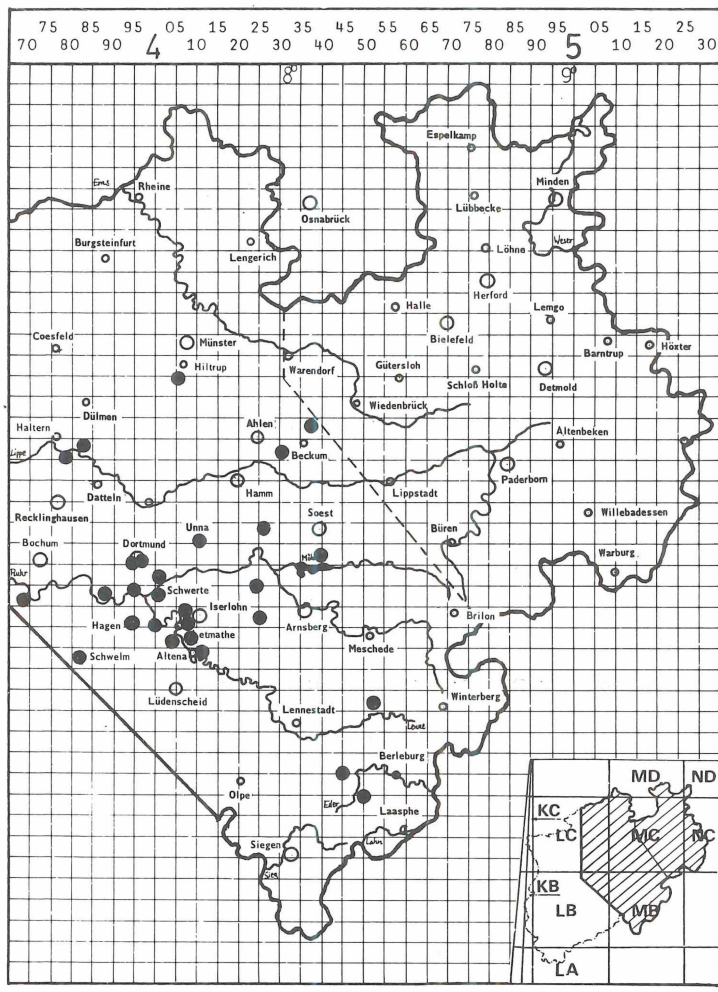 75 85 95 4 05 15 25 35 45 55 65 75 85 95 5 05 15 25
70 80 90 10 20 30 40 50 60 70 80 90 10 20 30
8° 9°
Espelkamp
Ems
Rheine
Minden
Osnabrück
Lübbecke
Weser
Löhne
Burgsteinfurt
Lengerich
Herford
Halle
Lemgo
Bielefeld
Coesfeld
Münster
Barntrup
Höxter
Hiltrup
Warendorf
Gütersloh
Schloß Holte
Detmold
Dülmen
Wiedenbrück
Haltern
Ahlen
Altenbeken
Lippe
Beckum
Paderborn
Datteln
Hamm
Lippstadt
Recklinghausen
Soest
Willebadessen
Unna
Büren
Bochum
Dortmund
Warburg
Ruhr
Schwerte
Iserlohn
Brilon
Hagen
Arnsberg
etmathe
Meschede
Schwelm
Altena
Lüdenscheid
Winterberg
Lennestadt
Berleburg
Olpe
Eder
Laasphe
Lahn
Siegen
Sieg
MD ND
KC
LC MC NC
KB
LB MB
LA